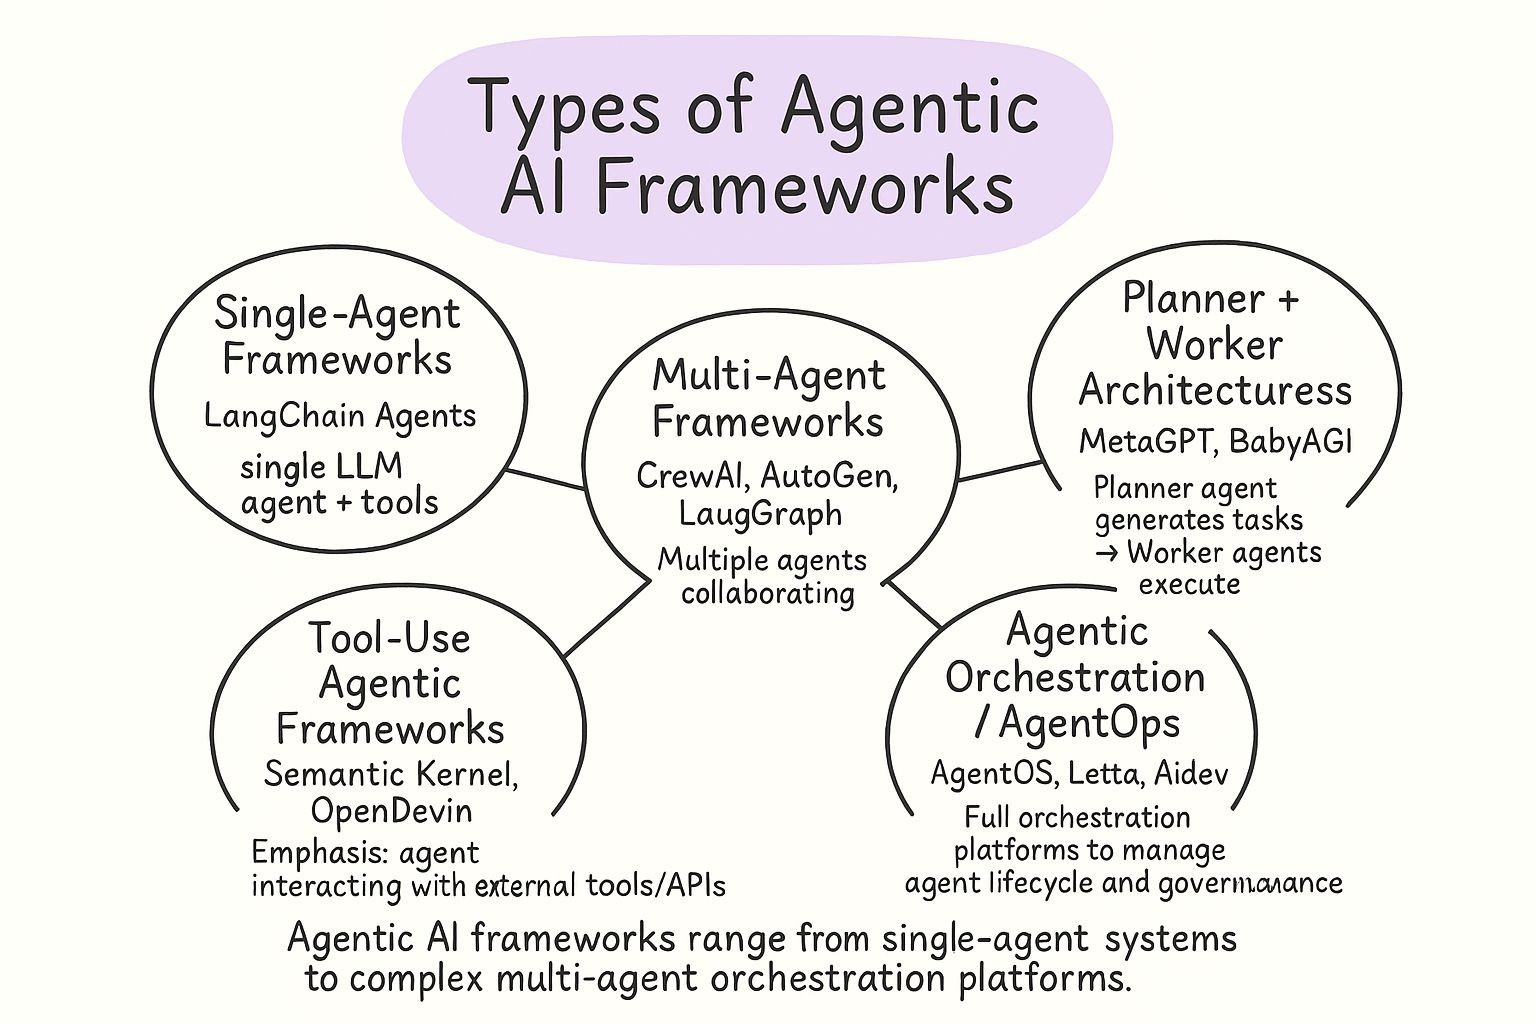 Types of Agentic
AI Frameworks
Single-Agent
Frameworks
LangChain Agents
single LLM
agent + tools
Multi-Agent
Frameworks
CrewAI, AutoGen,
LaugGraph
Multiple agents
collaborating
Planner +
Worker
Architecturess
MetaGPT, BabyAGI
Planner agent
generates tasks
→ Worker agents
execute
Tool-Use
Agentic
Frameworks
Semantic Kernel,
OpenDevin
Emphasis: agent
interacting with external tools/APIs
Agentic
Orchestration
/ AgentOps
AgentOS, Letta, Aidev
Full orchestration
platforms to manage
agent lifecycle and
Agentic AI frameworks range from single-agent systems
to complex multi-agent orchestration platforms.